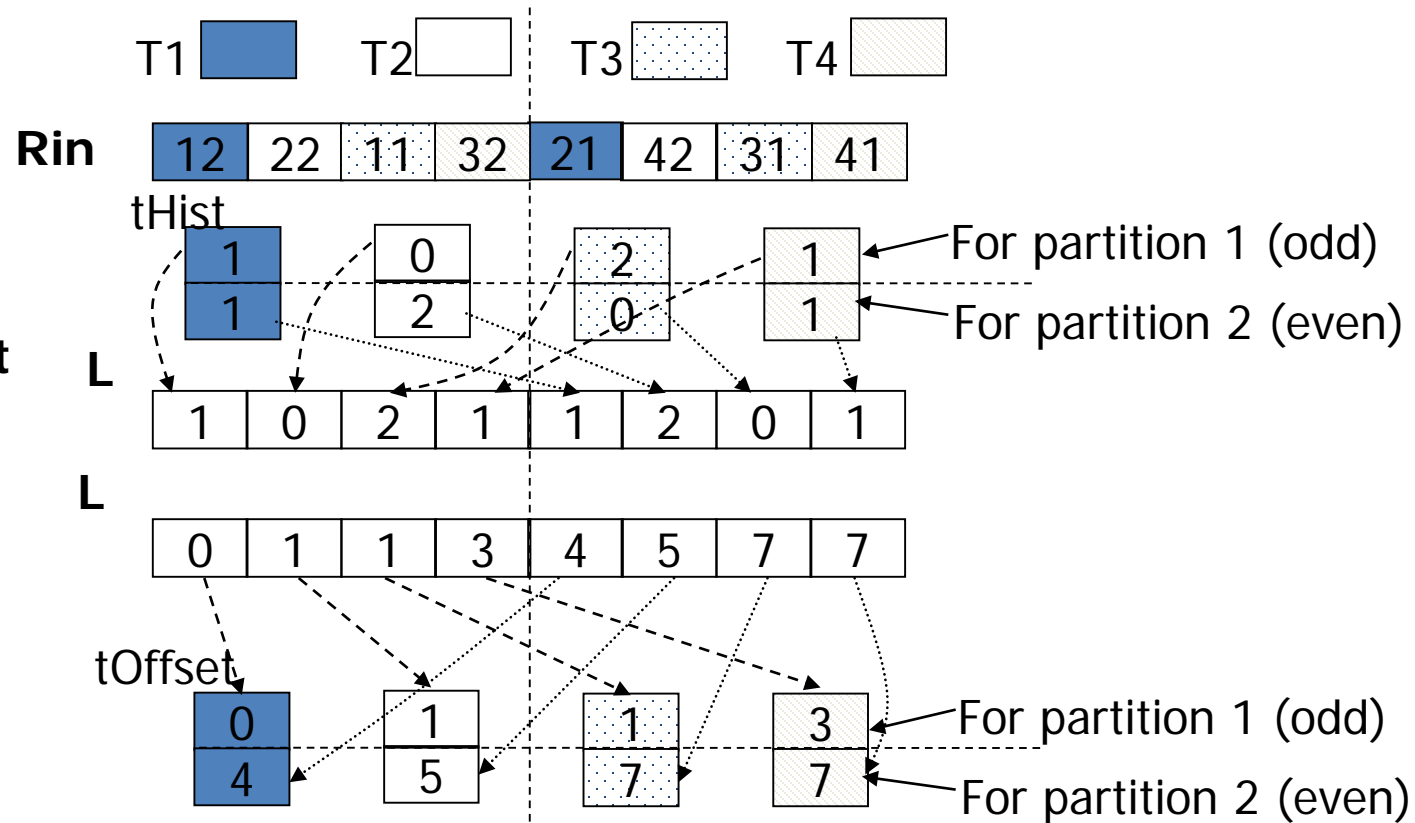 T1 T2 T3 T4
Rin 12 22 11 32 21 42 31 41
tHist
1 0 2 1 For partition 1 (odd)
1 2 0 1 For partition 2 (even)
t L
1 0 2 1 1 2 0 1
L
0 1 1 3 4 5 7 7
tOffset
0 1 1 3 For partition 1 (odd)
4 5 7 7 For partition 2 (even)